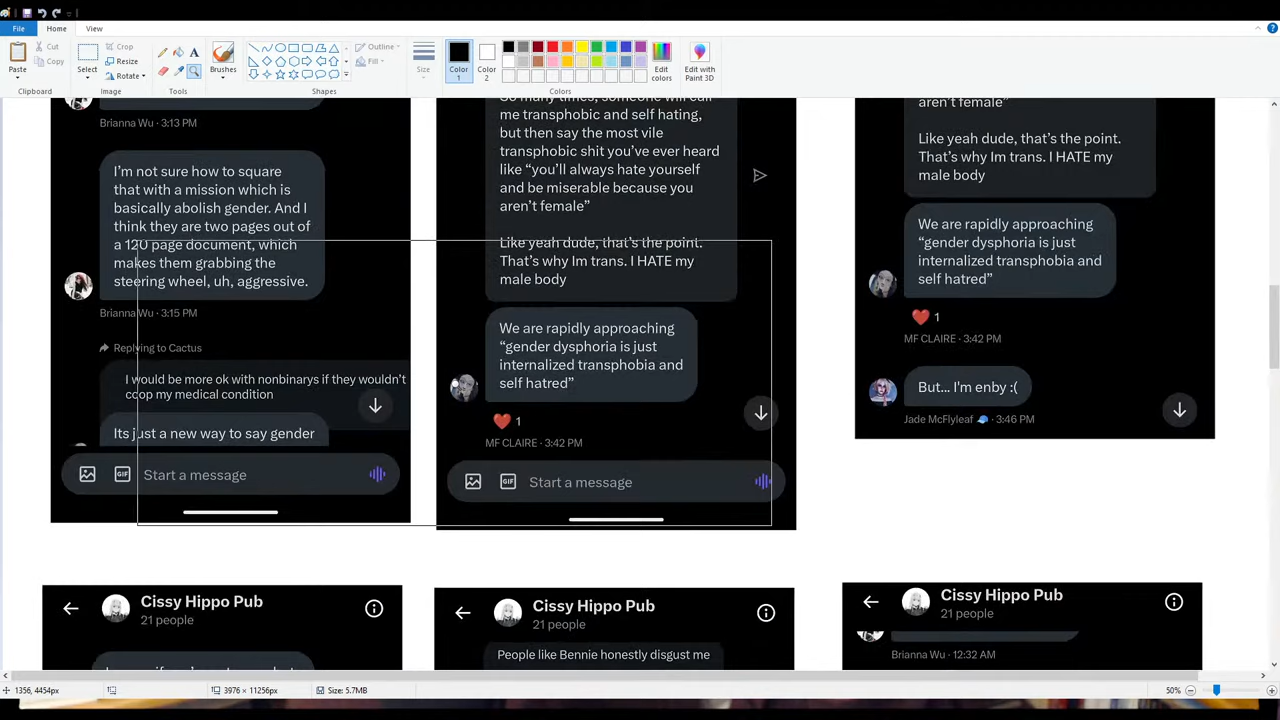 File
Home
View
Paste
Cut
Copy
Clipboard
Select
Crop
Resize
Rotate
Image
A
Tools
Brushes
Outline
Fill
Shapes
Size
Color
1
Color
2
Edit
colors
Edit with
Paint 3D
Colors
Brianna Wu · 3:13 PM
I'm not sure how to square
that with a mission which is
basically abolish gender. And I
think they are two pages out of
a 120 page document, which
makes them grabbing the
steering wheel, uh, aggressive.
Brianna Wu · 3:15 PM
Replying to Cactus
I would be more ok with nonbinarys if they wouldn't
coop my medical condition
Its just a new way to say gender
GIF
Start a message
So many times, someone will call
me transphobic and self hating,
but then say the most vile
transphobic shit you've ever heard
like “you'll always hate yourself
and be miserable because you
aren't female”
Like yeah dude, that's the point.
That's why Im trans. I HATE my
male body
We are rapidly approaching
“gender dysphoria is just
internalized transphobia and
self hatred”
1
MF CLAIRE · 3:42 PM
GIF
Start a message
aren't female”
Like yeah dude, that's the point.
That's why Im trans. I HATE my
male body
We are rapidly approaching
“gender dysphoria is just
internalized transphobia and
self hatred”
1
MF CLAIRE · 3:42 PM
But... I'm enby :(
Jade McFlyleaf 🧢 · 3:46 PM
Cissy Hippo Pub
21 people
Cissy Hippo Pub
21 people
People like Bennie honestly disgust me
Cissy Hippo Pub
21 people
Brianna Wu · 12:32 AM
1356, 4454px
3976 × 11256px
Size: 5.7MB
50%